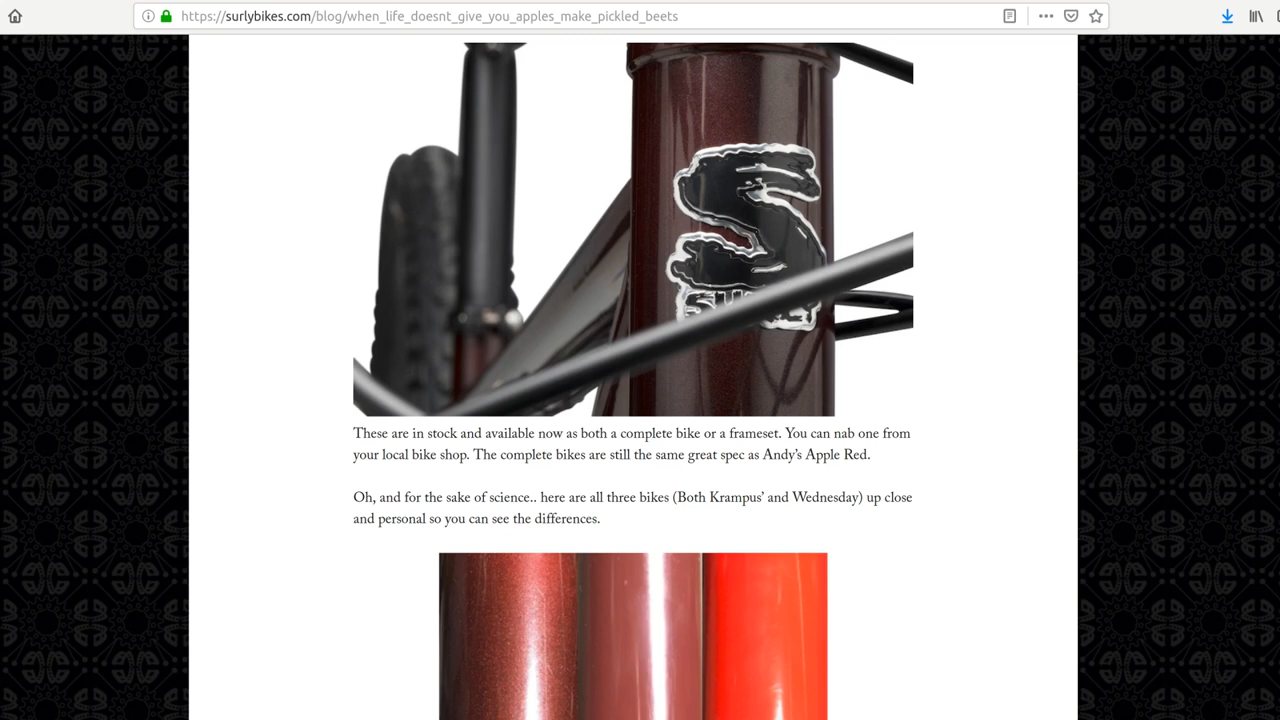 https://surlybikes.com/blog/when_life_doesnt_give_you_apples_make_pickled_beets
These are in stock and available now as both a complete bike or a frameset. You can nab one from
your local bike shop. The complete bikes are still the same great spec as Andy’s Apple Red.
Oh, and for the sake of science.. here are all three bikes (Both Krampus’ and Wednesday) up close
and personal so you can see the differences.